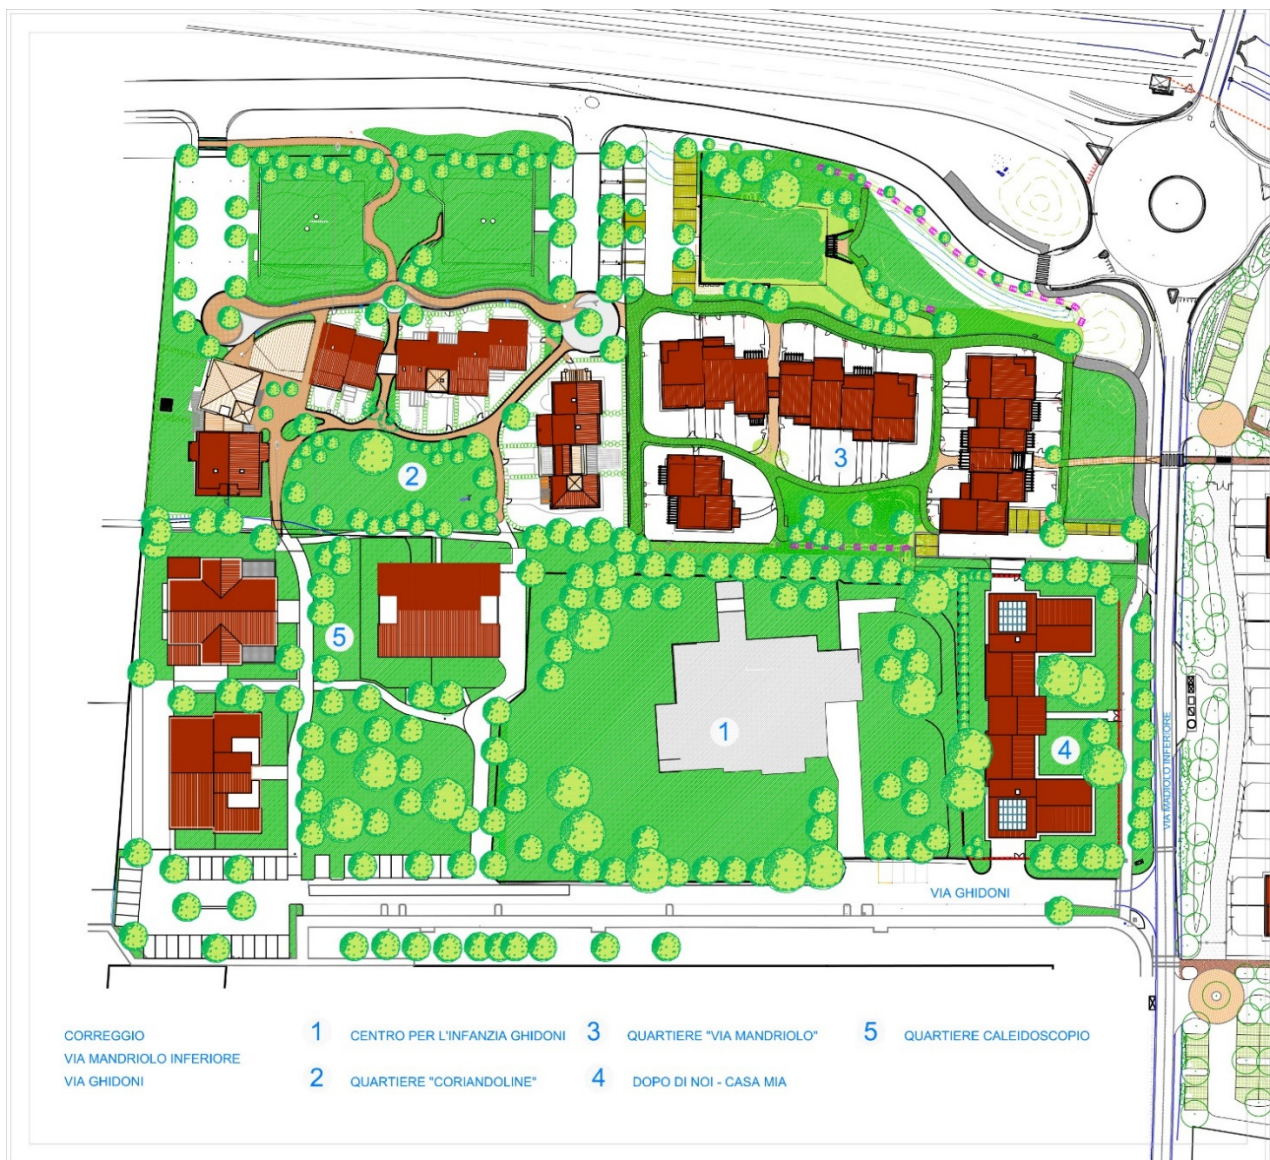 2
3
5
1
4
VIA MADIOLO INFERIORE
VIA GHIDONI
CORREGGIO
VIA MANDRIOLO INFERIORE
VIA GHIDONI
1 CENTRO PER L'INFANZIA GHIDONI
2 QUARTIERE "CORIANDOLINE"
3 QUARTIERE "VIA MANDRIOLO"
4 DOPO DI NOI - CASA MIA
5 QUARTIERE CALEIDOSCOPIO